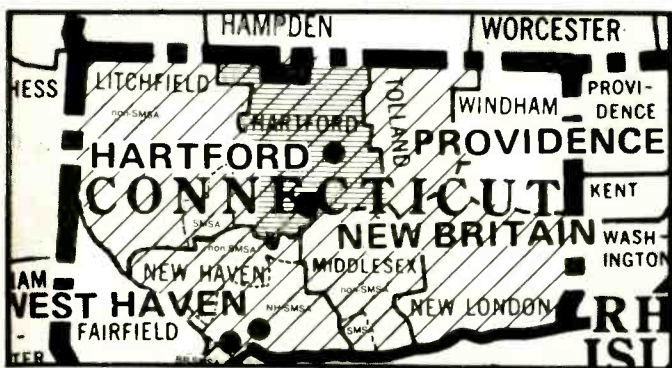 HAMPDEN
WORCESTER
HESS
LITCHFIELD
TOLLAND
WINDHAM
PROVI-
DENCE
non-SMSA
HARTFORD
PROVIDENCE
HARTFORD
KENT
CONNECTICUT
SMSA
non-SMSA
NEW BRITAIN
WASH-
INGTON
NEW HAVEN
MIDDLESEX
non-SMSA
WEST HAVEN
NH-SMSA
NEW LONDON
FAIRFIELD
SMSA
RH
ISL